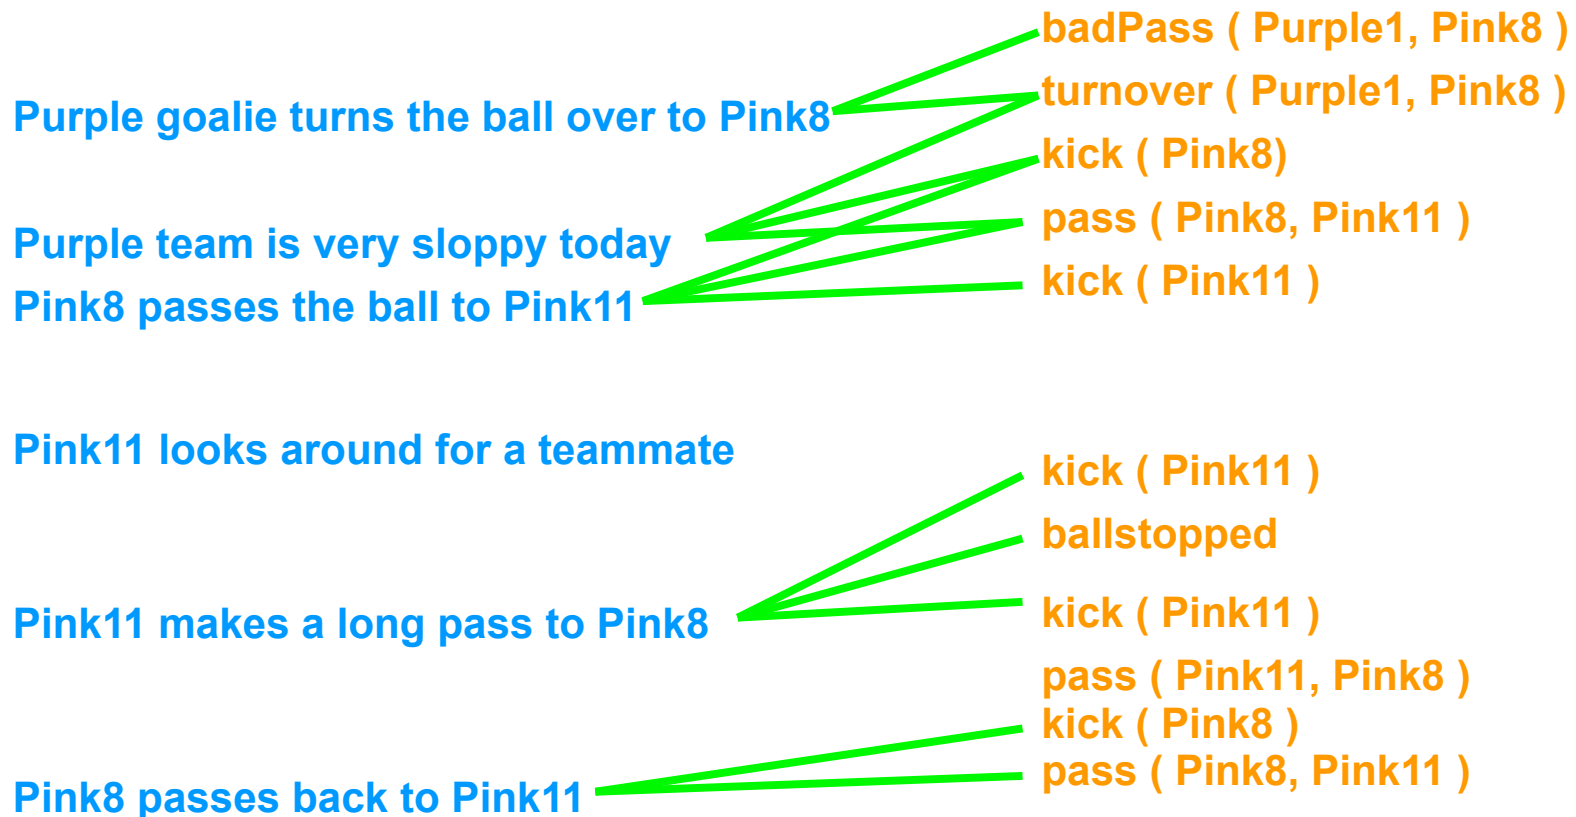 badPass ( Purple1, Pink8 )
turnover ( Purple1, Pink8 )
Purple goalie turns the ball over to Pink8
kick ( Pink8)
pass ( Pink8, Pink11 )
Purple team is very sloppy today
kick ( Pink11 )
Pink8 passes the ball to Pink11
Pink11 looks around for a teammate
kick ( Pink11 )
ballstopped
kick ( Pink11 )
Pink11 makes a long pass to Pink8
pass ( Pink11, Pink8 )
kick ( Pink8 )
pass ( Pink8, Pink11 )
Pink8 passes back to Pink11